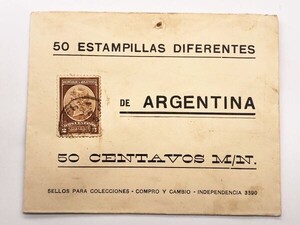 50 ESTAMPILLAS DIFERENTES
DE ARGENTINA
50 CENTAVOS M/N.
SELLOS PARA COLECCIONES - COMPRO Y CAMBIO - INDEPENDENCIA 3390